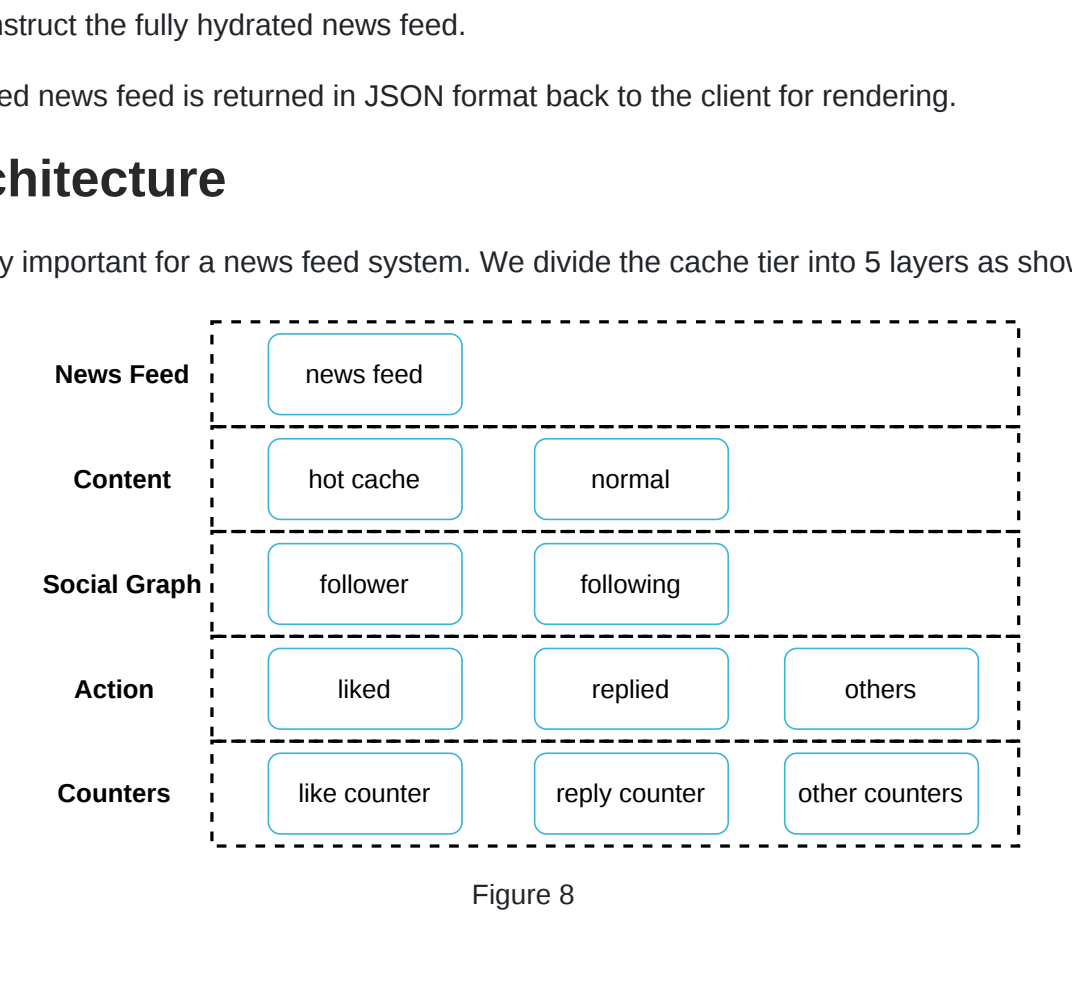 struct the fully hydrated news feed.
ed news feed is returned in JSON format back to the client for rendering.
chitecture
y important for a news feed system. We divide the cache tier into 5 layers as show
News Feed
news feed
Content
hot cache
normal
Social Graph
follower
following
Action
liked
replied
others
Counters
like counter
reply counter
other counters
Figure 8